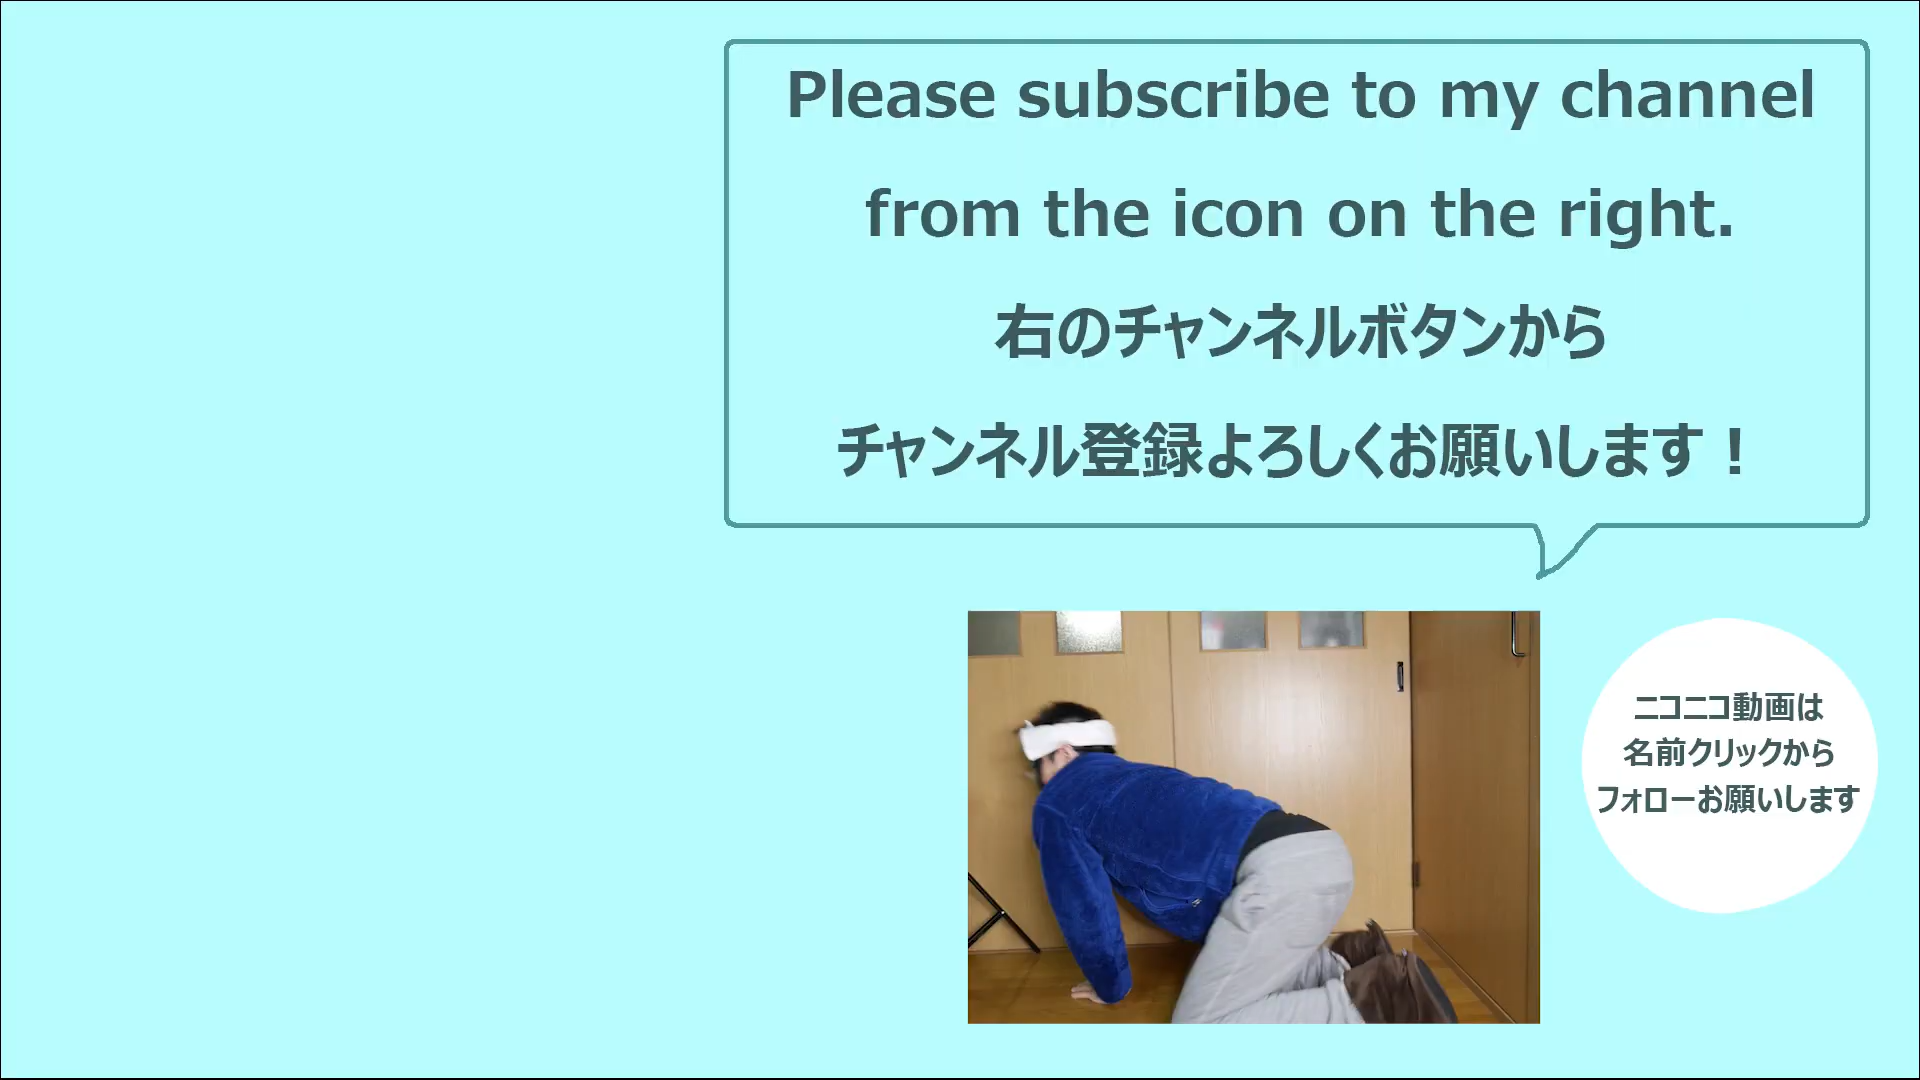 Please subscribe to my channel
from the icon on the right.
右のチャンネルボタンから
チャンネル登録よろしくお願いします！
ニコニコ動画は
名前クリックから
フォローお願いします